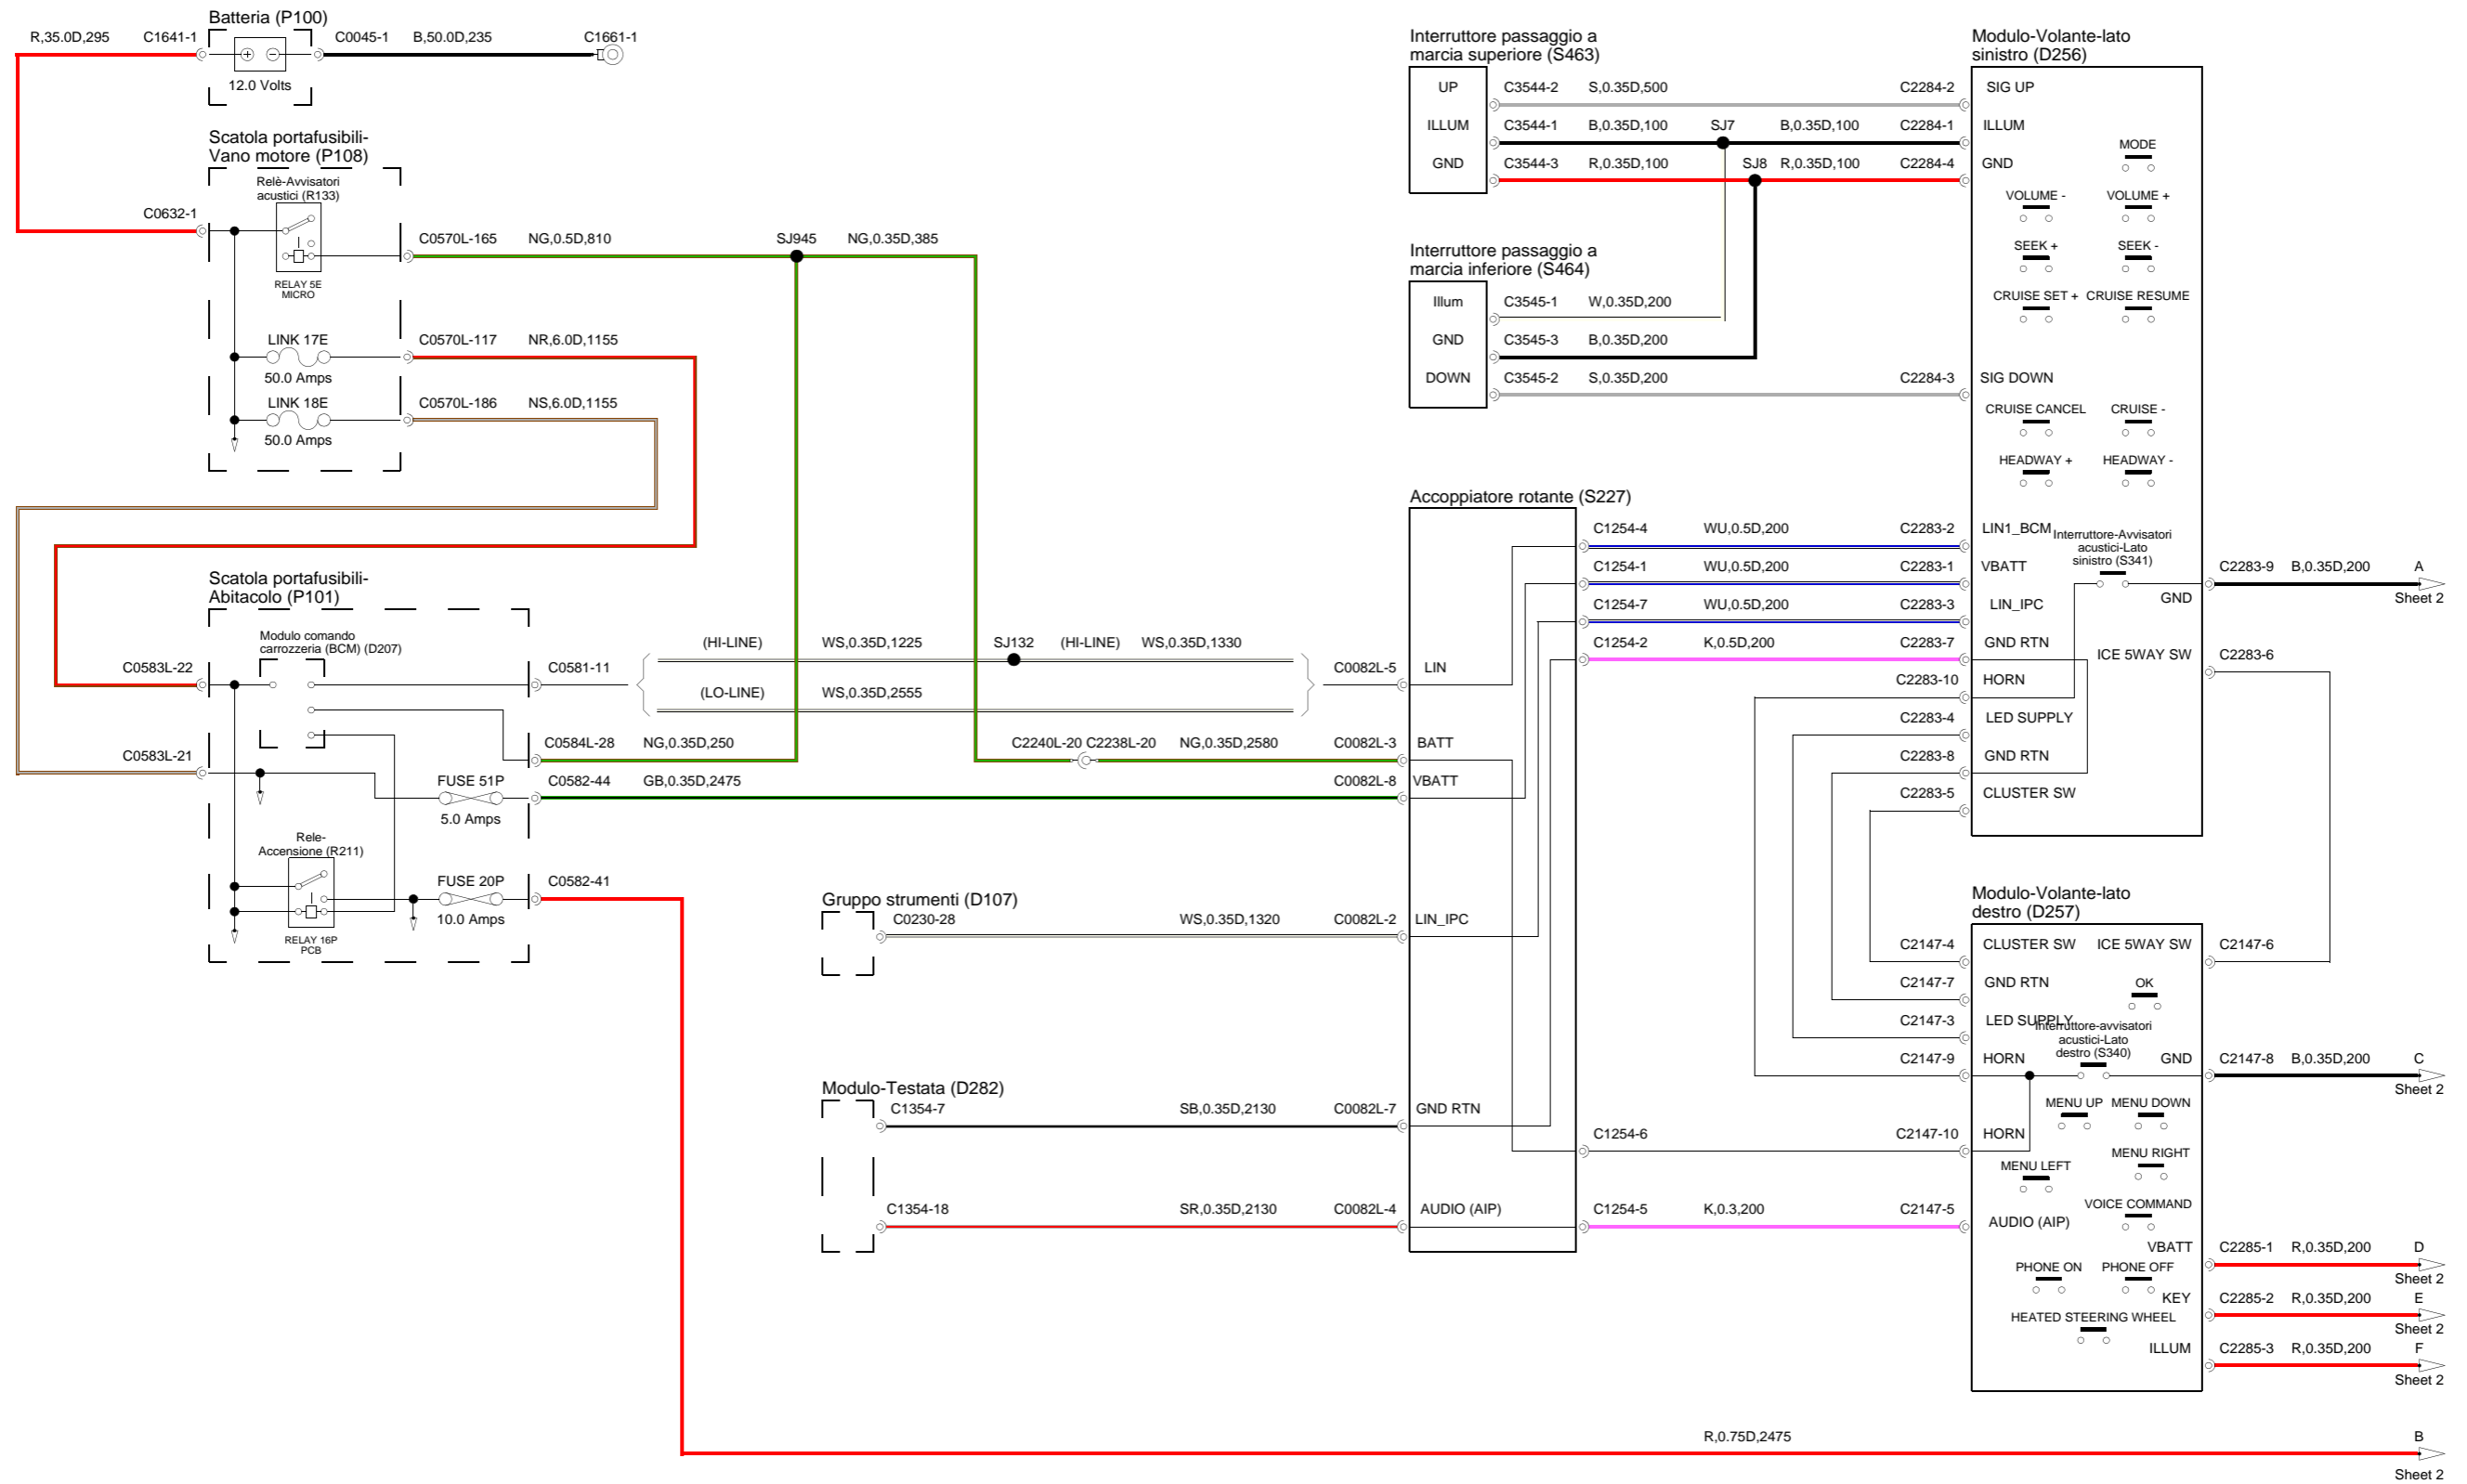 Batteria (P100)
R,35.0D,295
C1641-1
C0045-1
B,50.0D,235
C1661-1
12.0 Volts
Scatola portafusibili-
Vano motore (P108)
Relè-Avvisatori
acustici (R133)
C0632-1
RELAY 5E
MICRO
C0570L-165
NG,0.5D,810
SJ945
NG,0.35D,385
LINK 17E
50.0 Amps
C0570L-117
NR,6.0D,1155
LINK 18E
50.0 Amps
C0570L-186
NS,6.0D,1155
Scatola portafusibili-
Abitacolo (P101)
Modulo comando
carrozzeria (BCM) (D207)
C0583L-22
C0581-11
(HI-LINE)
WS,0.35D,1225
SJ132
(HI-LINE)
WS,0.35D,1330
(LO-LINE)
WS,0.35D,2555
C0082L-5
C0583L-21
C0584L-28
NG,0.35D,250
C2240L-20
C2238L-20
NG,0.35D,2580
C0082L-3
FUSE 51P
5.0 Amps
C0582-44
GB,0.35D,2475
C0082L-8
Rele-
Accensione (R211)
RELAY 16P
PCB
FUSE 20P
10.0 Amps
C0582-41
Gruppo strumenti (D107)
C0230-28
WS,0.35D,1320
C0082L-2
Modulo-Testata (D282)
C1354-7
SB,0.35D,2130
C0082L-7
C1354-18
SR,0.35D,2130
C0082L-4
Interruttore passaggio a
marcia superiore (S463)
UP
C3544-2
S,0.35D,500
C2284-2
ILLUM
C3544-1
B,0.35D,100
SJ7
B,0.35D,100
C2284-1
GND
C3544-3
R,0.35D,100
SJ8
R,0.35D,100
C2284-4
Interruttore passaggio a
marcia inferiore (S464)
Illum
C3545-1
W,0.35D,200
GND
C3545-3
B,0.35D,200
DOWN
C3545-2
S,0.35D,200
C2284-3
Accoppiatore rotante (S227)
LIN
BATT
VBATT
LIN_IPC
GND RTN
AUDIO (AIP)
C1254-4
WU,0.5D,200
C2283-2
C1254-1
WU,0.5D,200
C2283-1
C1254-7
WU,0.5D,200
C2283-3
C1254-2
K,0.5D,200
C2283-7
C2283-10
C2283-4
C2283-8
C2283-5
C1254-6
C2147-10
C1254-5
K,0.3,200
C2147-5
Modulo-Volante-lato
sinistro (D256)
SIG UP
ILLUM
GND
MODE
VOLUME -
VOLUME +
SEEK +
SEEK -
CRUISE SET +
CRUISE RESUME
SIG DOWN
CRUISE CANCEL
CRUISE -
HEADWAY +
HEADWAY -
LIN1_BCM
Interruttore-Avvisatori
acustici-Lato
sinistro (S341)
VBATT
GND
LIN_IPC
GND RTN
ICE 5WAY SW
HORN
LED SUPPLY
GND RTN
CLUSTER SW
C2283-9
B,0.35D,200
A
Sheet 2
C2283-6
Modulo-Volante-lato
destro (D257)
C2147-4
CLUSTER SW
ICE 5WAY SW
C2147-6
C2147-7
GND RTN
OK
C2147-3
LED SUPPLY
Interruttore-avvisatori
acustici-Lato
destro (S340)
C2147-9
HORN
GND
C2147-8
B,0.35D,200
C
Sheet 2
MENU UP
MENU DOWN
HORN
MENU RIGHT
MENU LEFT
VOICE COMMAND
AUDIO (AIP)
VBATT
C2285-1
R,0.35D,200
D
Sheet 2
PHONE ON
PHONE OFF
KEY
C2285-2
R,0.35D,200
E
Sheet 2
HEATED STEERING WHEEL
ILLUM
C2285-3
R,0.35D,200
F
Sheet 2
R,0.75D,2475
B
Sheet 2